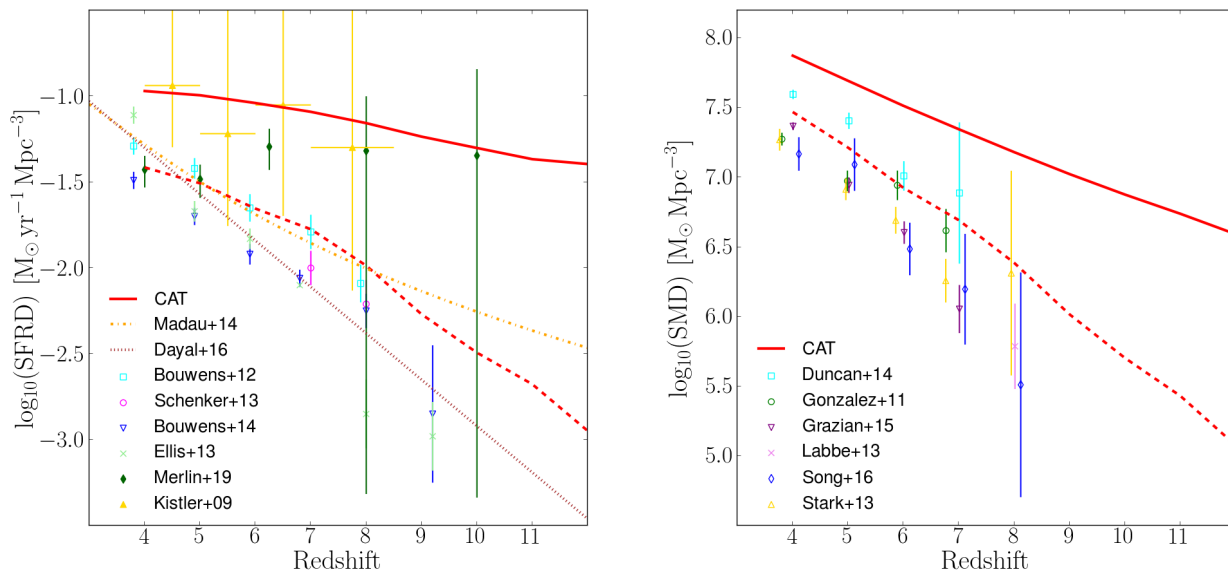 log₁₀(SFRD) [M⊙ yr⁻¹ Mpc⁻³]
−1.0
−1.5
−2.0
−2.5
−3.0
CAT
Madau+14
Dayal+16
Bouwens+12
Schenker+13
Bouwens+14
Ellis+13
Merlin+19
Kistler+09
4 5 6 7 8 9 10 11
Redshift
log₁₀(SMD) [M⊙ Mpc⁻³]
8.0
7.5
7.0
6.5
6.0
5.5
5.0
CAT
Duncan+14
Gonzalez+11
Grazian+15
Labbe+13
Song+16
Stark+13
4 5 6 7 8 9 10 11
Redshift